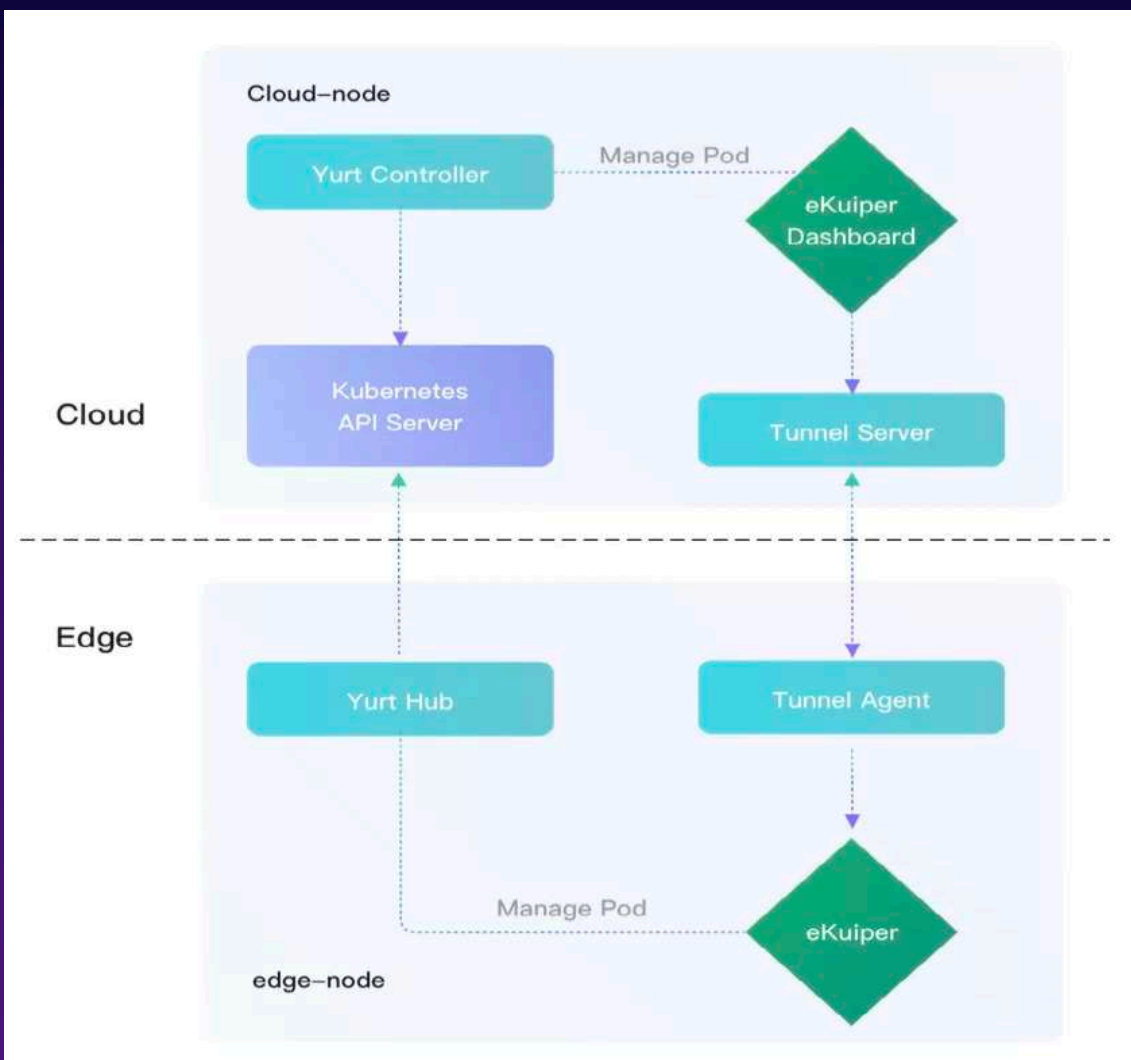 Cloud-node
Yurt Controller
Manage Pod
eKuiper
Dashboard
Kubernetes
API Server
Tunnel Server
Cloud
Edge
Yurt Hub
Tunnel Agent
Manage Pod
eKuiper
edge-node